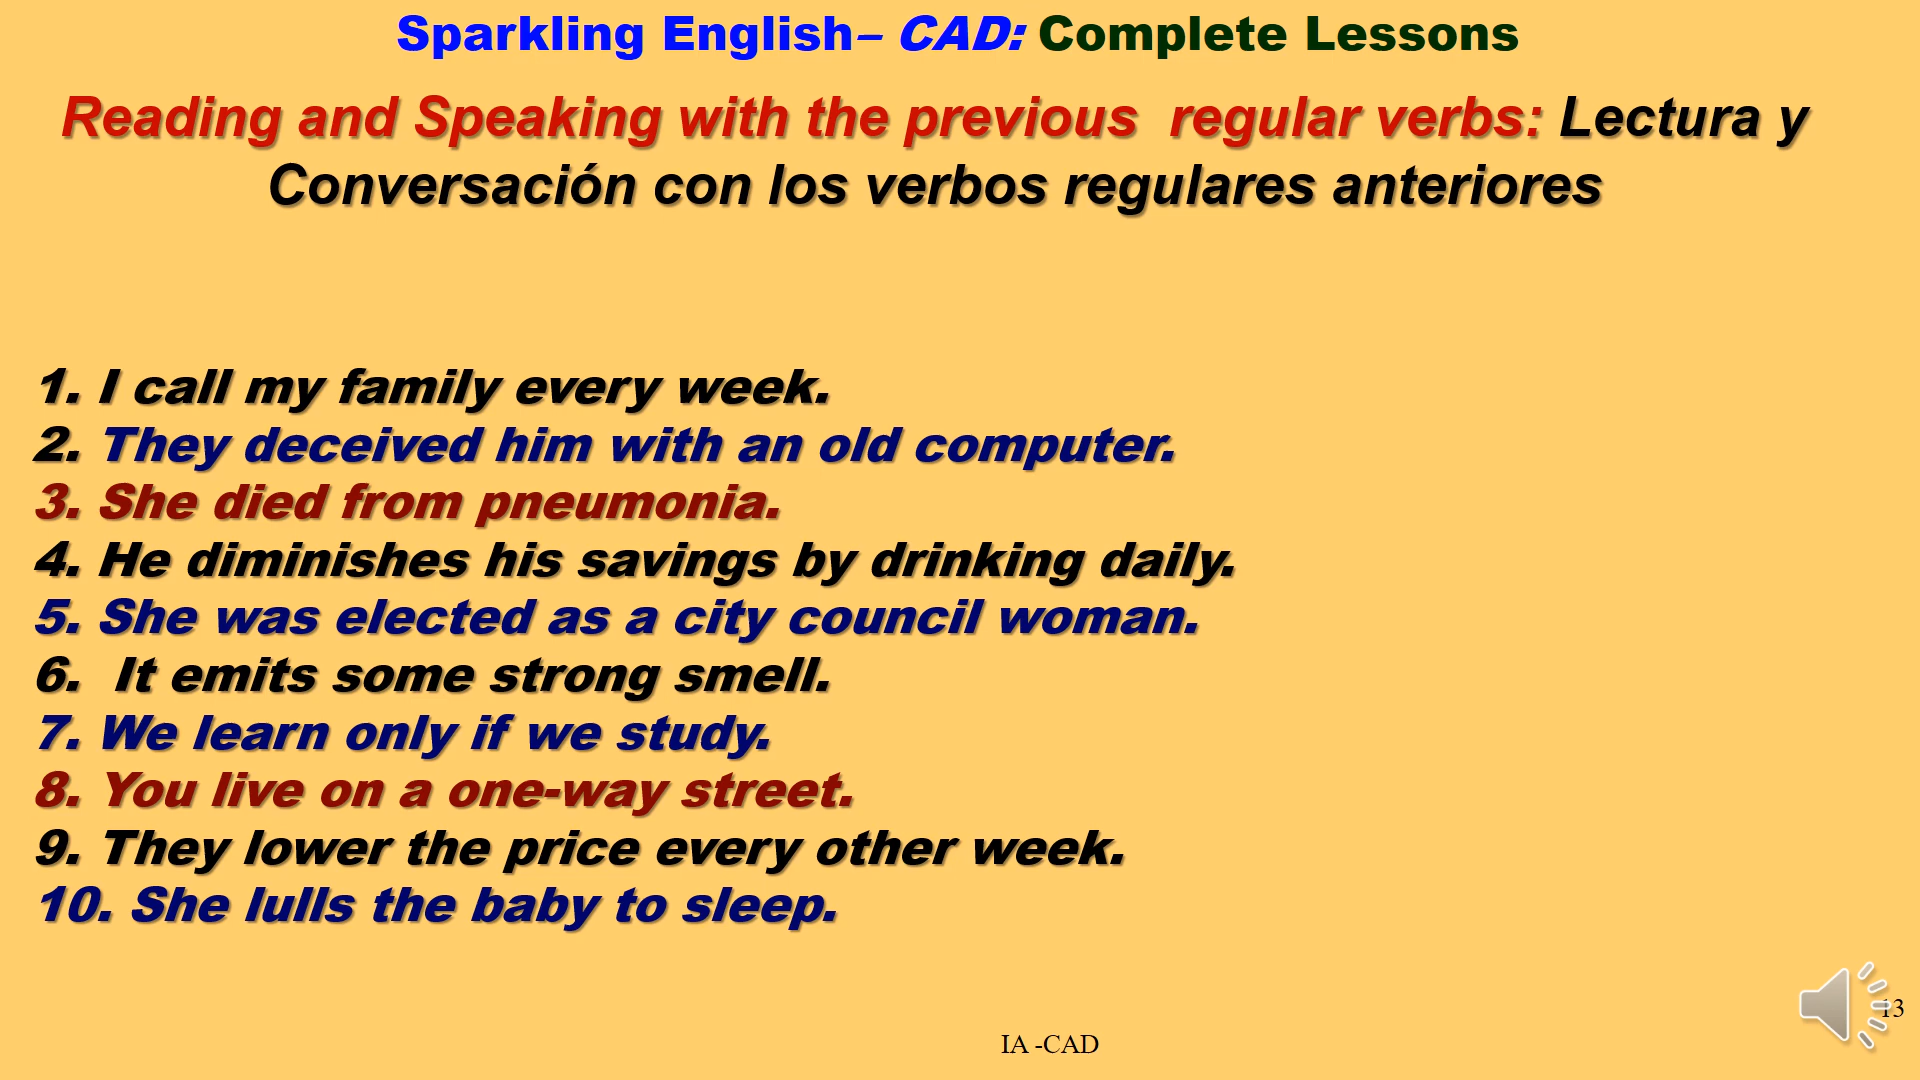 Sparkling English– CAD: Complete Lessons
Reading and Speaking with the previous  regular verbs: Lectura y
Conversación con los verbos regulares anteriores
1. I call my family every week.
2. They deceived him with an old computer.
3. She died from pneumonia.
4. He diminishes his savings by drinking daily.
5. She was elected as a city council woman.
6.  It emits some strong smell.
7. We learn only if we study.
8. You live on a one-way street.
9. They lower the price every other week.
10. She lulls the baby to sleep.
13
IA -CAD